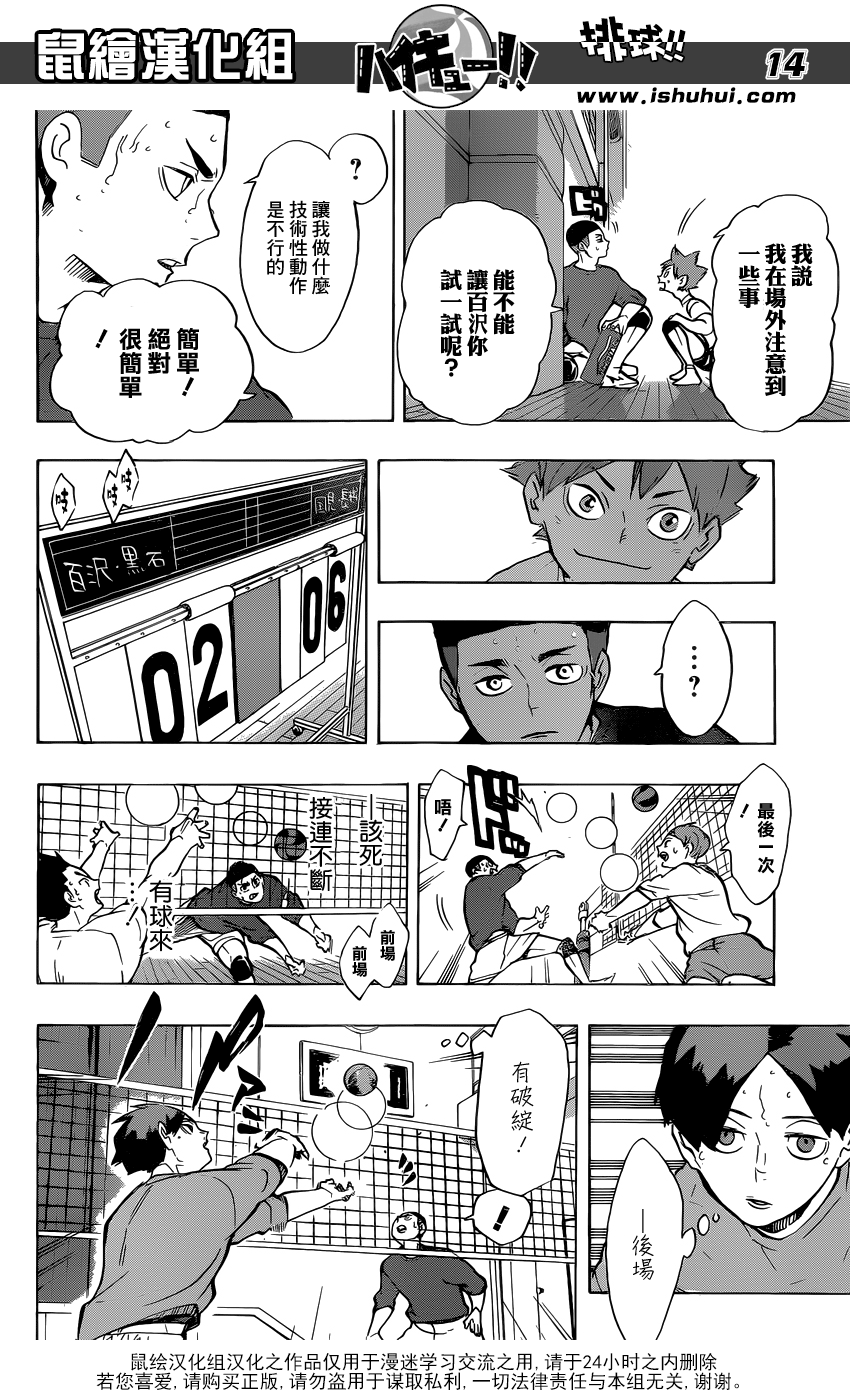 鼠繪漢化組
ハイキュー!!
排球!!
14
www.ishuhui.com
我說
我在場外注意到
一些事
能不能
讓百沢你
試一試呢？
？
讓我做什麼
技術性動作
是不行的
簡單！
絕對
很簡單
！
…？
吱
吱
吱
百沢・黒石
02
06
最後一次
！
唔！
—該死
接連不斷
有球來
…！
前場
前場
—後場
有破綻！
！
鼠绘汉化组汉化之作品仅用于漫迷学习交流之用, 请于24小时之内删除
若您喜爱, 请购买正版, 请勿用于谋取私利, 一切法律责任与本组无关, 谢谢。